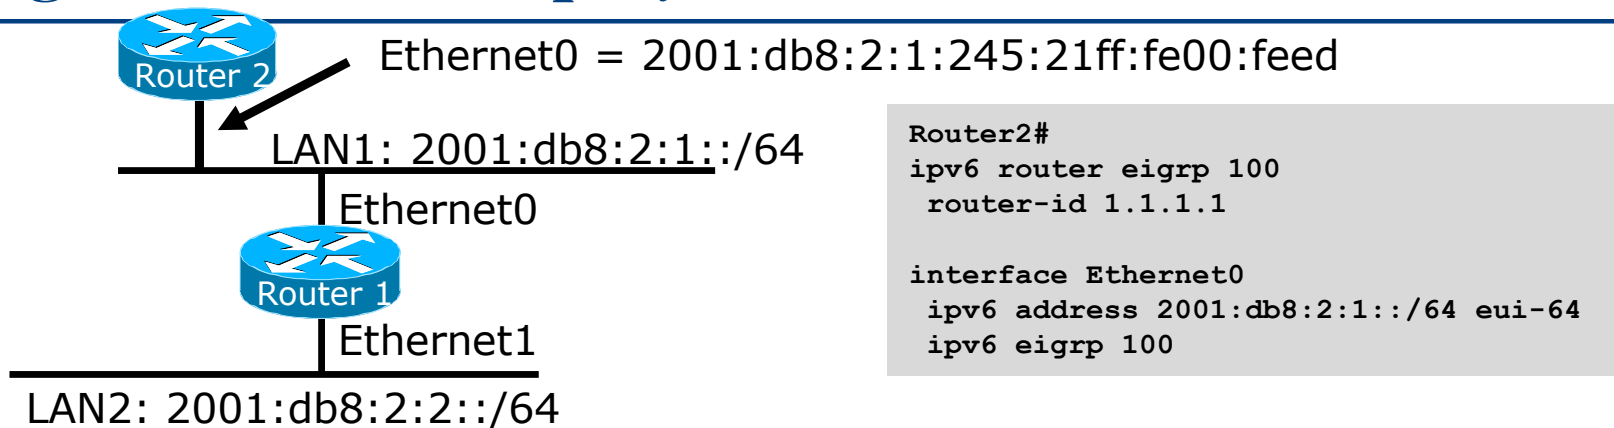 Router 2
Ethernet0 = 2001:db8:2:1:245:21ff:fe00:feed
LAN1: 2001:db8:2:1::/64
Ethernet0
Router 1
Ethernet1
LAN2: 2001:db8:2:2::/64
Router2#
ipv6 router eigrp 100
router-id 1.1.1.1
interface Ethernet0
ipv6 address 2001:db8:2:1::/64 eui-64
ipv6 eigrp 100